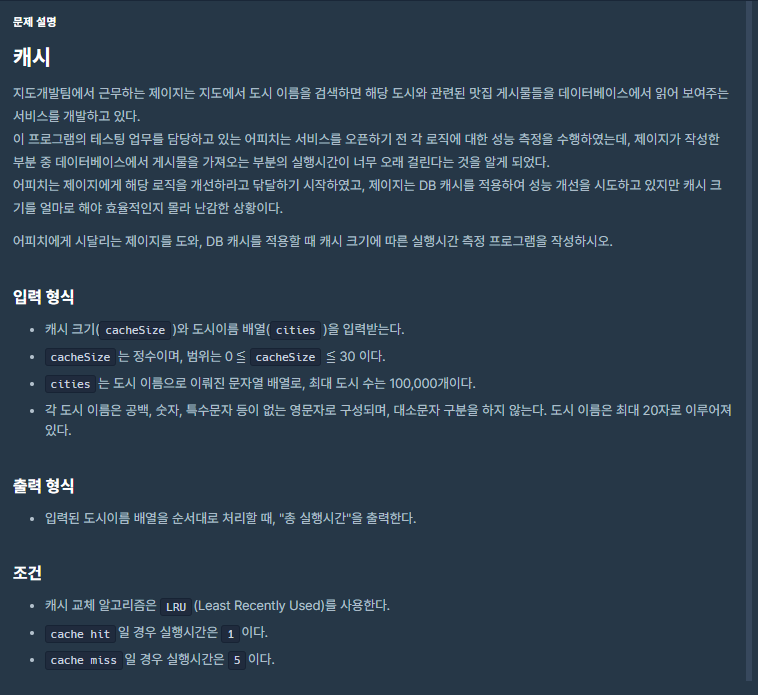 문제 설명
캐시
지도개발팀에서 근무하는 제이지는 지도에서 도시 이름을 검색하면 해당 도시와 관련된 맛집 게시물들을 데이터베이스에서 읽어 보여주는
서비스를 개발하고 있다.
이 프로그램의 테스팅 업무를 담당하고 있는 어피치는 서비스를 오픈하기 전 각 로직에 대한 성능 측정을 수행하였는데, 제이지가 작성한
부분 중 데이터베이스에서 게시물을 가져오는 부분의 실행시간이 너무 오래 걸린다는 것을 알게 되었다.
어피치는 제이지에게 해당 로직을 개선하라고 닦달하기 시작하였고, 제이지는 DB 캐시를 적용하여 성능 개선을 시도하고 있지만 캐시 크
기를 얼마로 해야 효율적인지 몰라 난감한 상황이다.
어피치에게 시달리는 제이지를 도와, DB 캐시를 적용할 때 캐시 크기에 따른 실행시간 측정 프로그램을 작성하시오.
입력 형식
• 캐시 크기( cacheSize )와 도시이름 배열( cities )을 입력받는다.
• cacheSize 는 정수이며, 범위는 0 ≦ cacheSize ≦ 30 이다.
• cities 는 도시 이름으로 이뤄진 문자열 배열로, 최대 도시 수는 100,000개이다.
• 각 도시 이름은 공백, 숫자, 특수문자 등이 없는 영문자로 구성되며, 대소문자 구분을 하지 않는다. 도시 이름은 최대 20자로 이루어져
있다.
출력 형식
• 입력된 도시이름 배열을 순서대로 처리할 때, "총 실행시간"을 출력한다.
조건
• 캐시 교체 알고리즘은 LRU (Least Recently Used)를 사용한다.
• cache hit 일 경우 실행시간은 1 이다.
• cache miss 일 경우 실행시간은 5 이다.